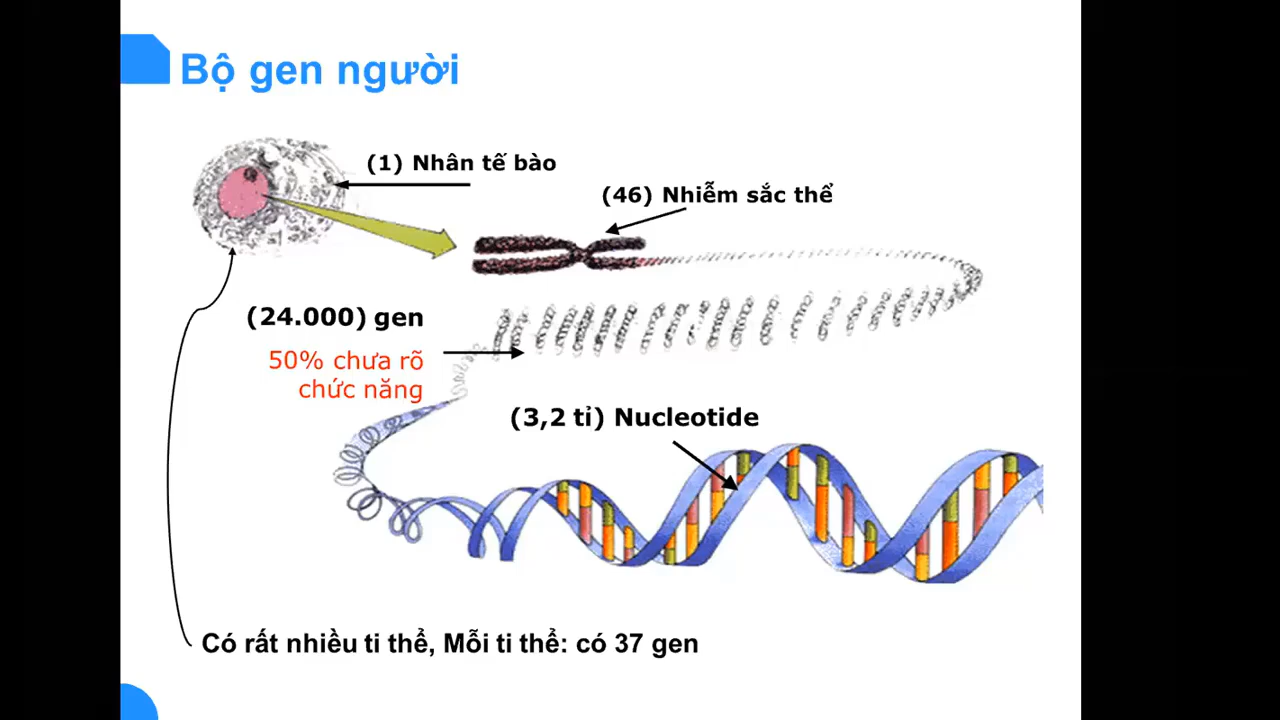 Bộ gen người
(1) Nhân tế bào
(46) Nhiễm sắc thể
(24.000) gen
50% chưa rõ
chức năng
(3,2 tỉ) Nucleotide
Có rất nhiều ti thể, Mỗi ti thể: có 37 gen